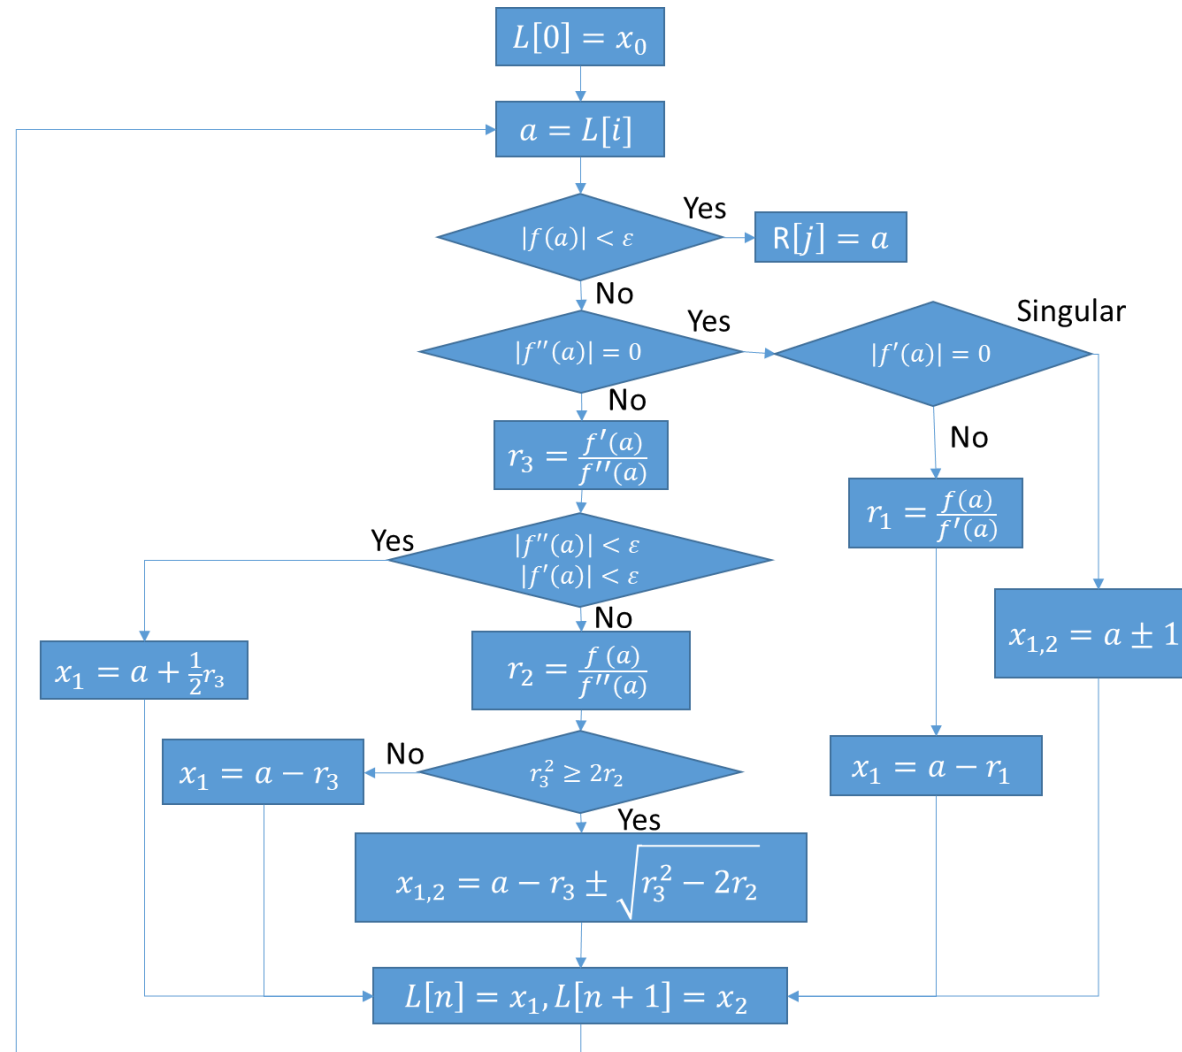 L[0] = x₀
a = L[i]
Yes
|f(a)| < ε
R[j] = a
No
Singular
Yes
|f''(a)| = 0
|f'(a)| = 0
No
No
r₃ = f'(a)/f''(a)
r₁ = f(a)/f'(a)
Yes
|f''(a)| < ε
|f'(a)| < ε
No
x₁,₂ = a ± 1
x₁ = a + ½r₃
r₂ = f(a)/f''(a)
No
x₁ = a − r₃
r₃² ≥ 2r₂
x₁ = a − r₁
Yes
x₁,₂ = a − r₃ ± √(r₃² − 2r₂)
L[n] = x₁, L[n + 1] = x₂